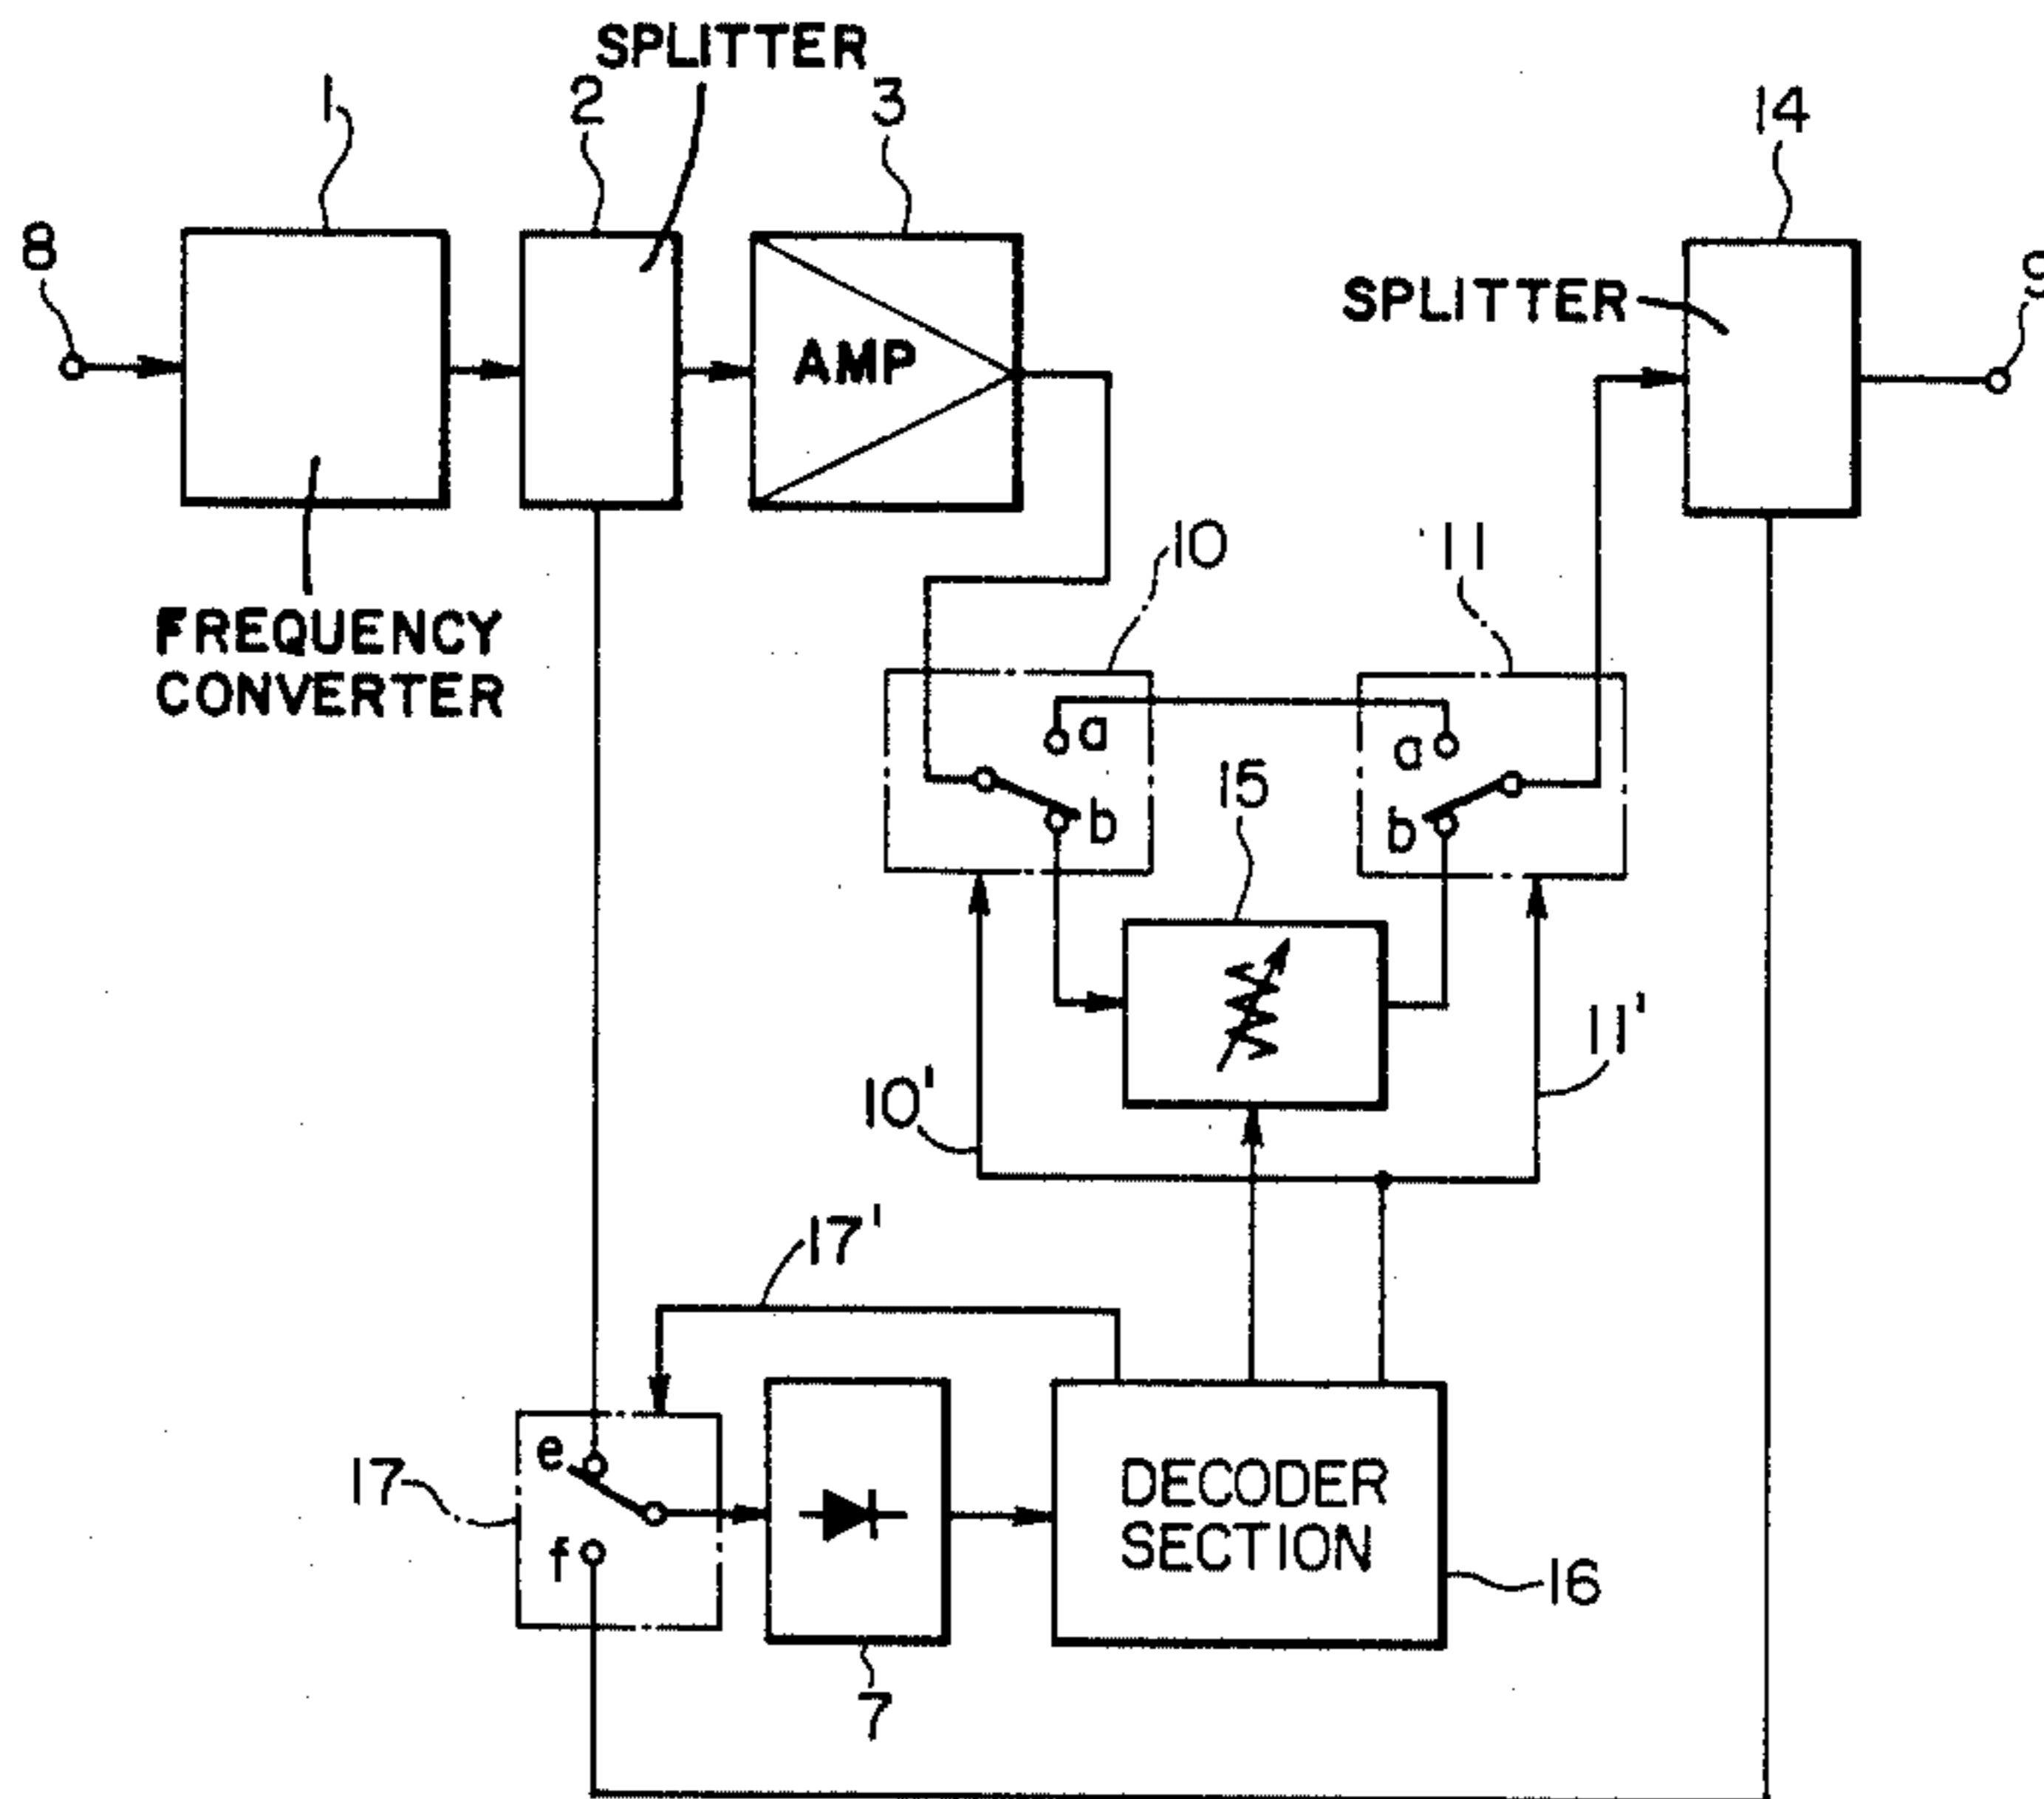 SPLITTER
1
2
3
14
8
9
SPLITTER
AMP
FREQUENCY
CONVERTER
10
11
a
a
b
b
15
10'
11'
17'
e
f
17
DECODER
SECTION
16
7